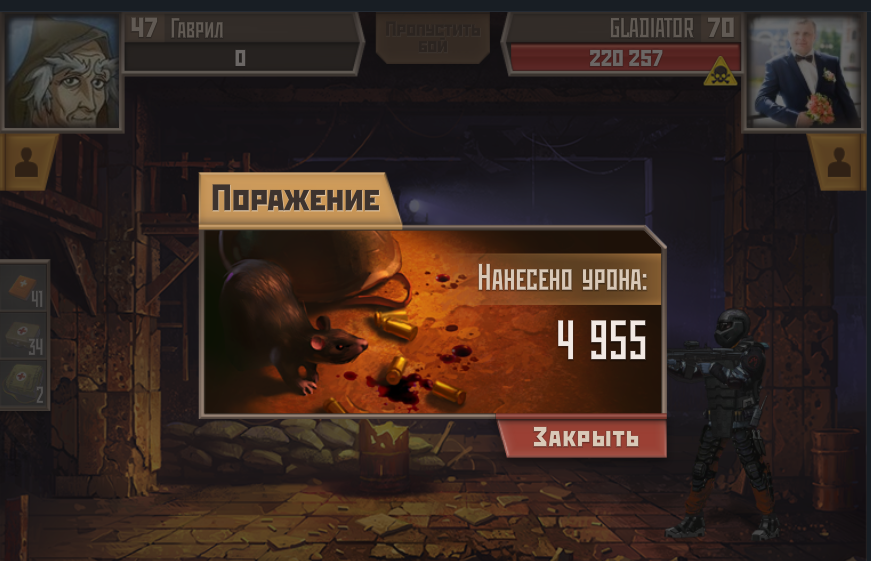 47 Гаврил
0
Пропустить
бой
GLADIATOR 70
220 257
Поражение
Нанесено урона:
4 955
Закрыть
41
34
2